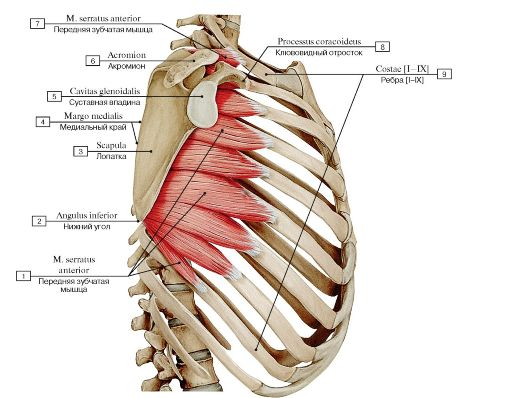 7
M. serratus anterior
Передняя зубчатая мышца
Processus coracoideus
8
Клювовидный отросток
6
Acromion
Акромион
Costae [I—IX]
9
Ребра [I-IX]
5
Cavitas glenoidalis
Суставная впадина
4
Margo medialis
Медиальный край
3
Scapula
Лопатка
2
Angulus inferior
Нижний угол
1
M. serratus
anterior
Передняя зубчатая
мышца